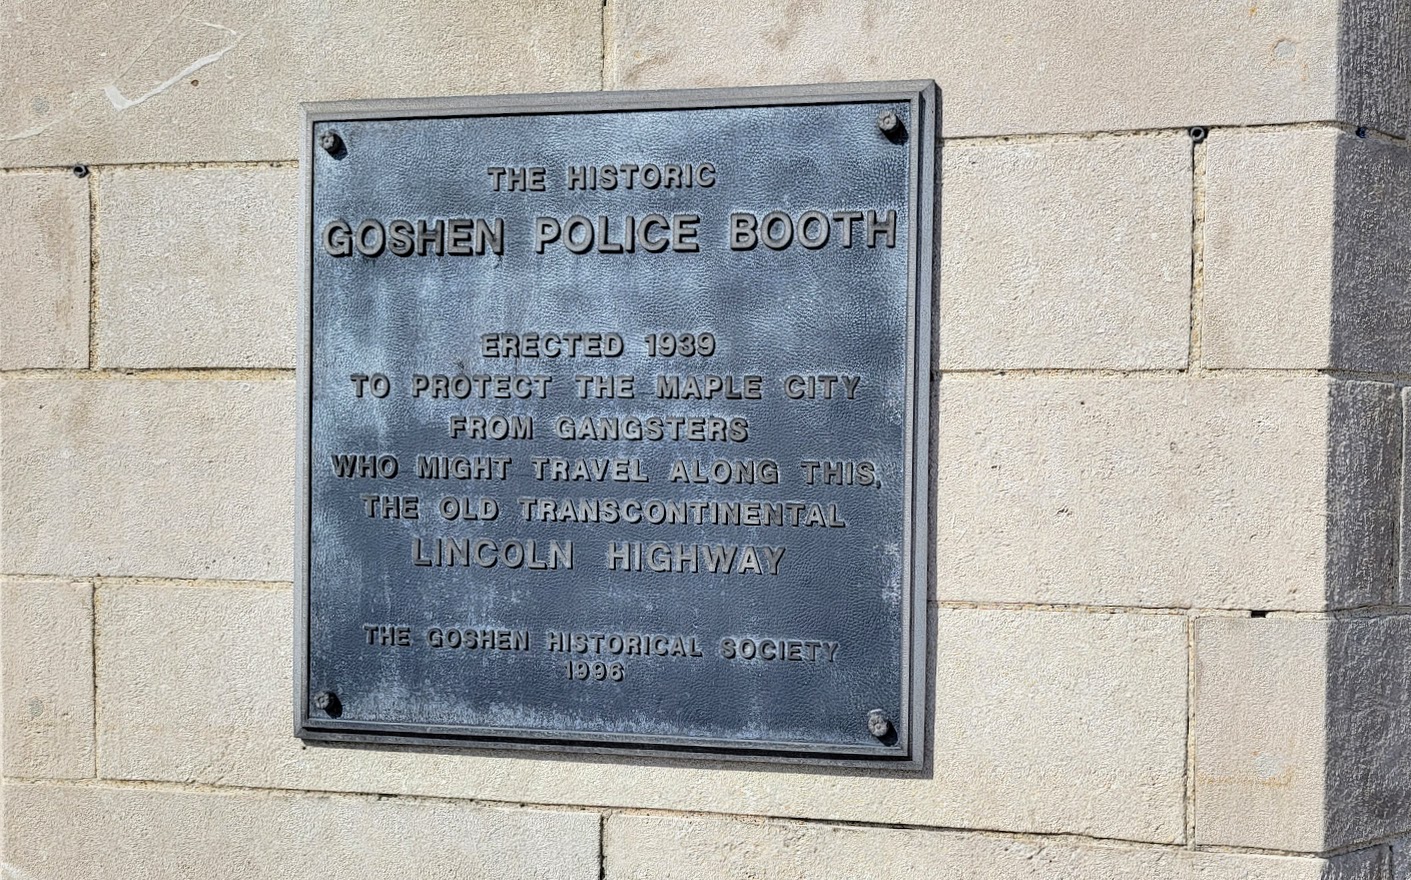 THE HISTORIC
GOSHEN POLICE BOOTH
ERECTED 1939
TO PROTECT THE MAPLE CITY
FROM GANGSTERS
WHO MIGHT TRAVEL ALONG THIS,
THE OLD TRANSCONTINENTAL
LINCOLN HIGHWAY
THE GOSHEN HISTORICAL SOCIETY
1996